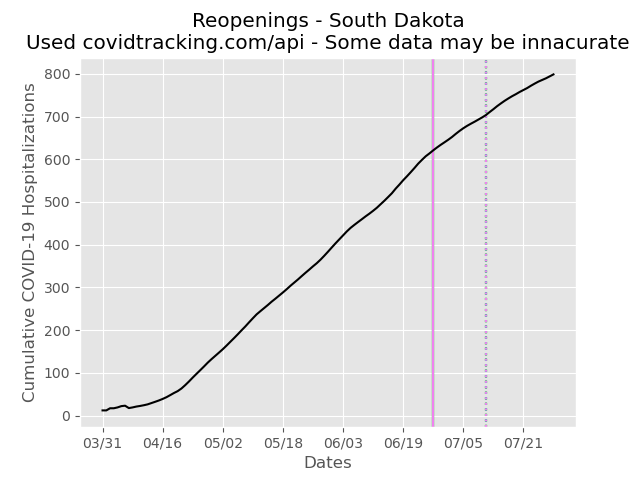 Reopenings - South Dakota
Used covidtracking.com/api - Some data may be innacurate
Cumulative COVID-19 Hospitalizations
800
700
600
500
400
300
200
100
0
03/31 04/16 05/02 05/18 06/03 06/19 07/05 07/21
Dates